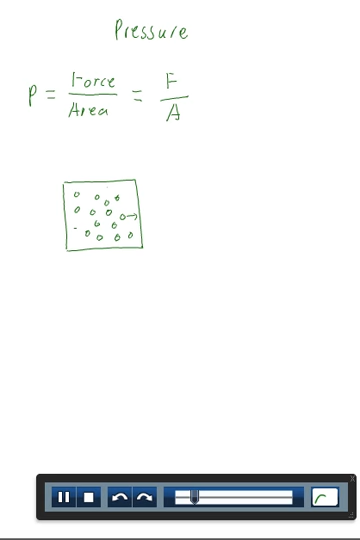 Pressure
P = Force / Area = F / A